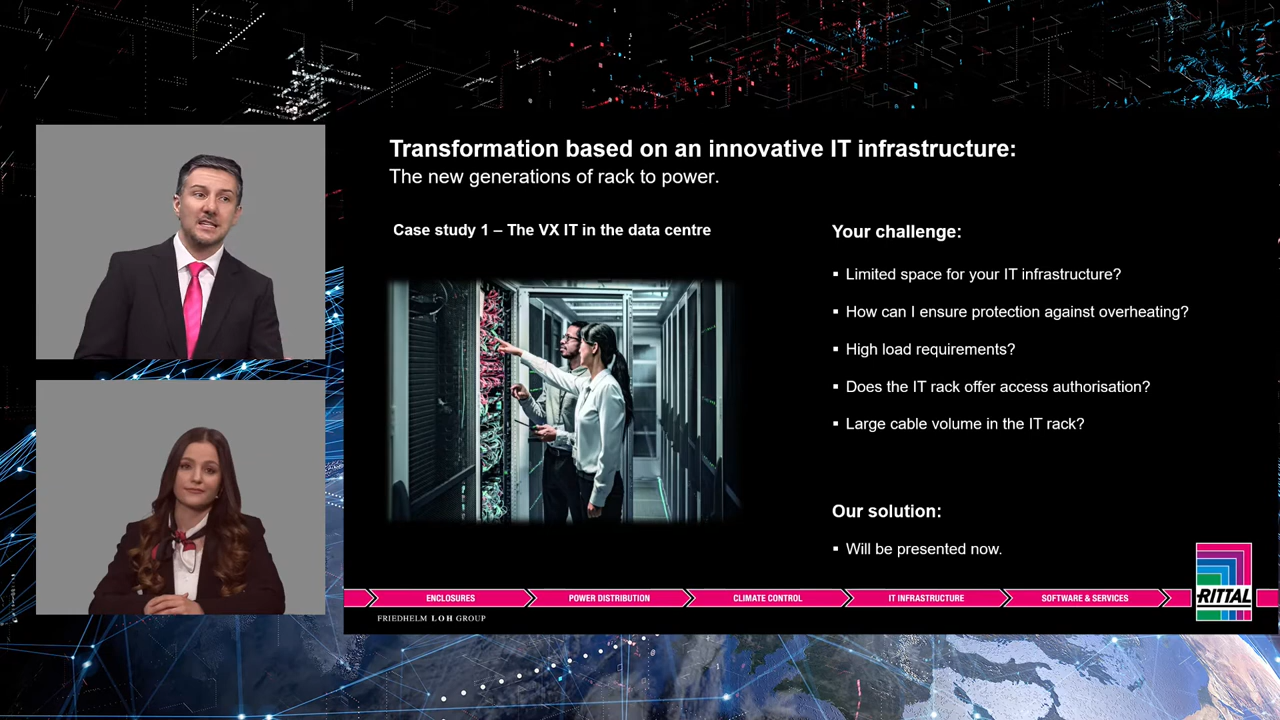 Transformation based on an innovative IT infrastructure:
The new generations of rack to power.
Case study 1 – The VX IT in the data centre
Your challenge:
▪ Limited space for your IT infrastructure?
▪ How can I ensure protection against overheating?
▪ High load requirements?
▪ Does the IT rack offer access authorisation?
▪ Large cable volume in the IT rack?
Our solution:
▪ Will be presented now.
ENCLOSURES
POWER DISTRIBUTION
CLIMATE CONTROL
IT INFRASTRUCTURE
SOFTWARE & SERVICES
RITTAL
FRIEDHELM LOH GROUP